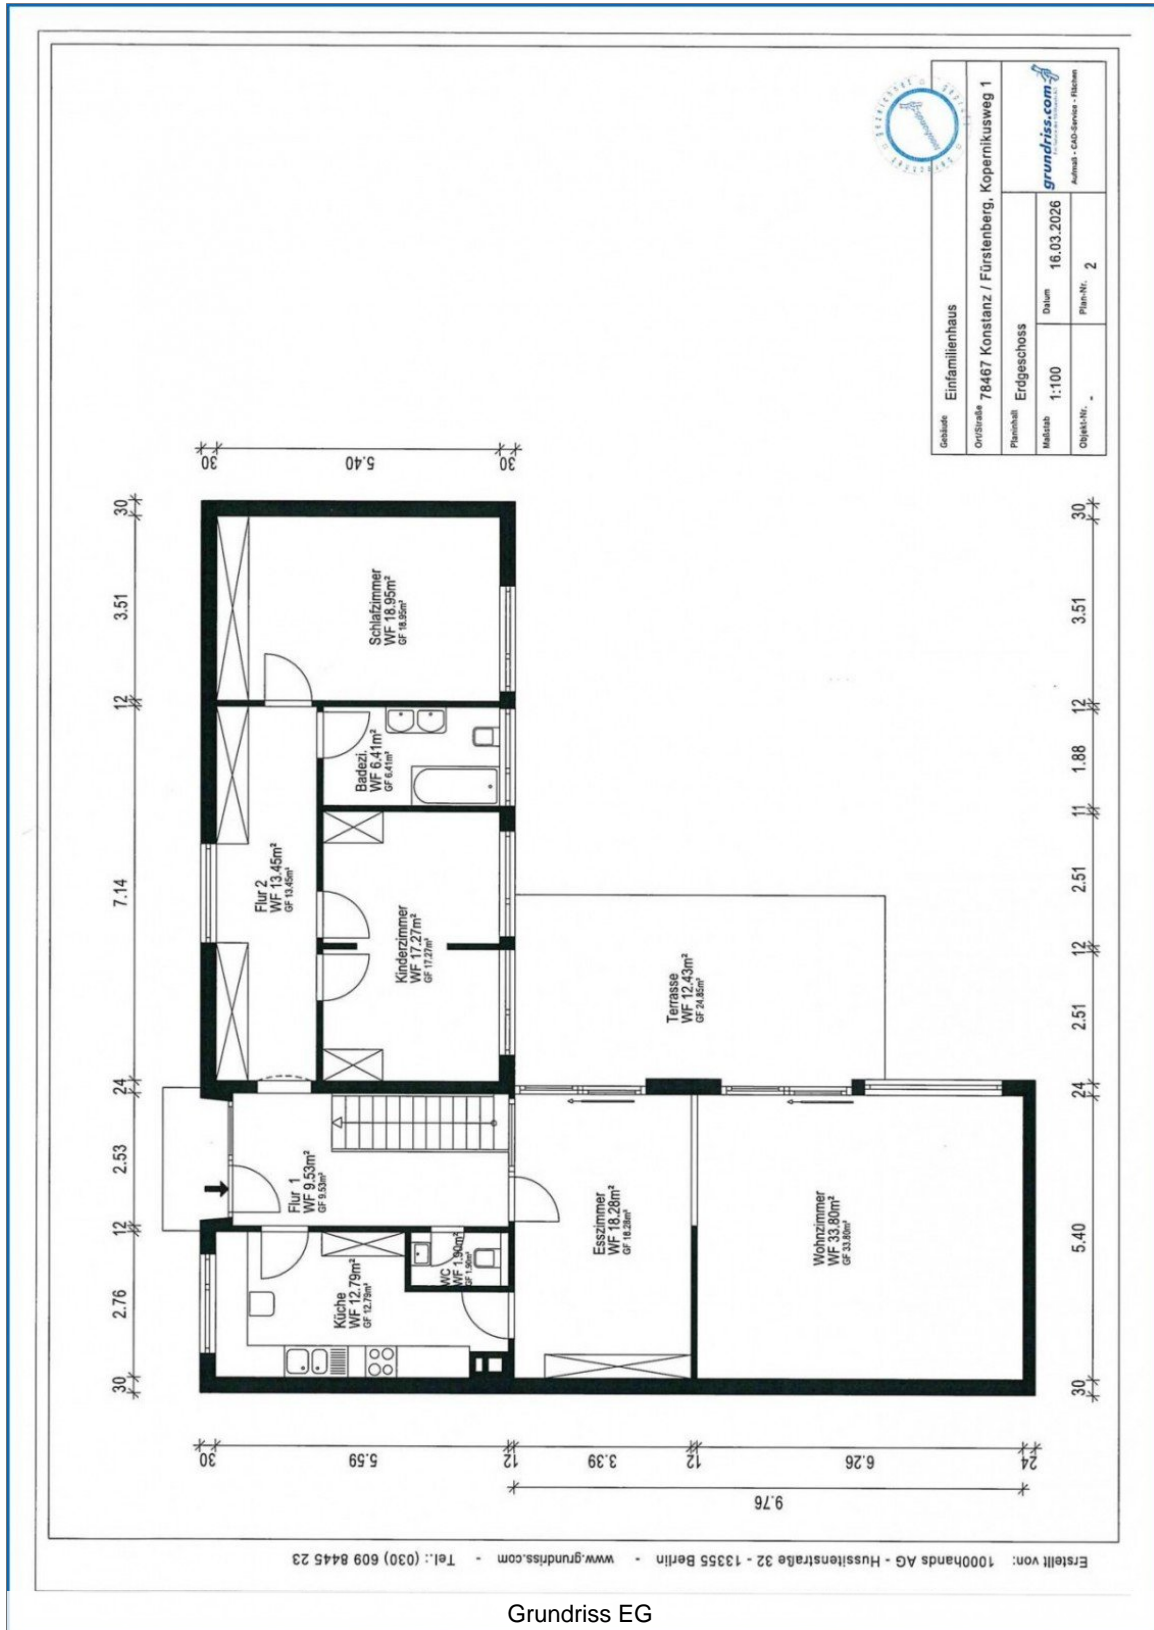 Gebäude
Einfamilienhaus
Ort/Straße
78467 Konstanz / Fürstenberg, Kopernikusweg 1
Planinhalt
Erdgeschoss
Maßstab
1:100
Datum
16.03.2026
Objekt-Nr.
-
Plan-Nr.
2
grundriss.com
Aufmaß - CAD-Service - Flächen
30
5.40
30
30
3.51
12
7.14
24
2.53
12
2.76
30
Schlafzimmer
WF 18.95m²
GF 18.95m²
Badezi.
WF 6.41m²
GF 6.41m²
Flur 2
WF 13.45m²
GF 13.45m²
Kinderzimmer
WF 17.27m²
GF 17.27m²
Terrasse
WF 12.43m²
GF 24.85m²
Flur 1
WF 9.53m²
GF 9.53m²
Küche
WF 12.79m²
GF 12.79m²
WC
WF 1.90m²
GF 1.90m²
Esszimmer
WF 18.28m²
GF 18.28m²
Wohnzimmer
WF 33.80m²
GF 33.80m²
30
3.51
12
1.88
11
2.51
12
2.51
24
5.40
30
30
5.59
12
3.39
12
6.26
24
9.76
Erstellt von: 1000hands AG - Hussitenstraße 32 - 13355 Berlin - www.grundriss.com - Tel.: (030) 609 8445 23
Grundriss EG